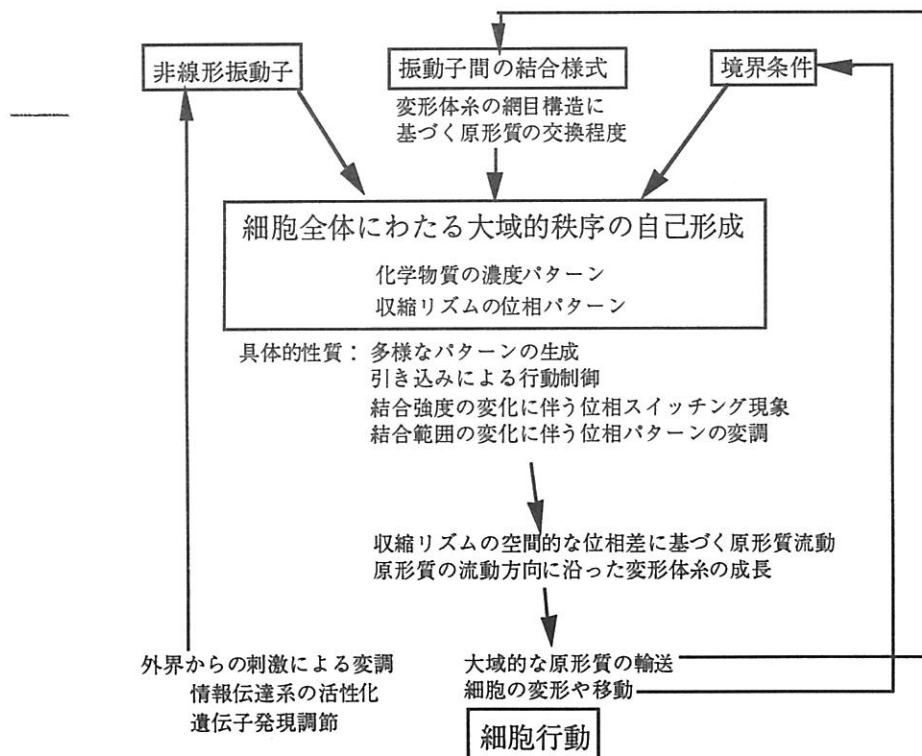 非線形振動子
振動子間の結合様式
境界条件
変形体糸の網目構造に
基づく原形質の交換程度
細胞全体にわたる大域的秩序の自己形成
化学物質の濃度パターン
収縮リズムの位相パターン
具体的性質： 多様なパターンの生成
引き込みによる行動制御
結合強度の変化に伴う位相スイッチング現象
結合範囲の変化に伴う位相パターンの変調
収縮リズムの空間的な位相差に基づく原形質流動
原形質の流動方向に沿った変形体糸の成長
外界からの刺激による変調
情報伝達系の活性化
遺伝子発現調節
大域的な原形質の輸送
細胞の変形や移動
細胞行動